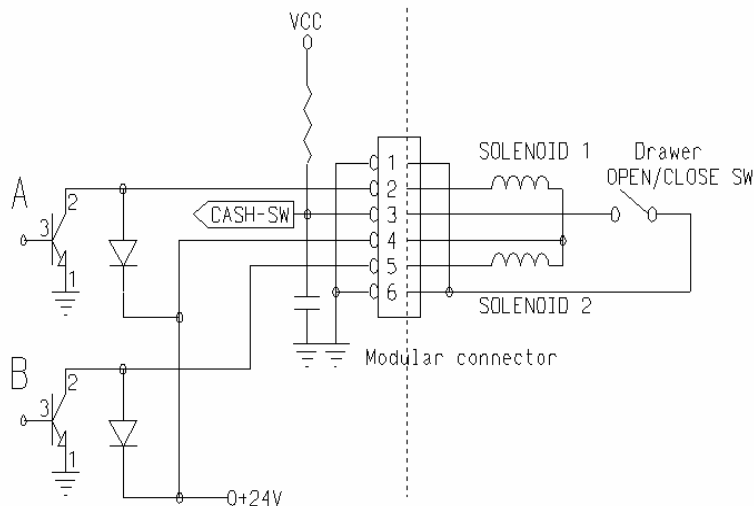 VCC
A
3
2
1
CASH-SW
1
2
3
4
5
6
SOLENOID 1
Drawer
OPEN/CLOSE SW
SOLENOID 2
Modular connector
B
3
2
1
O+24V